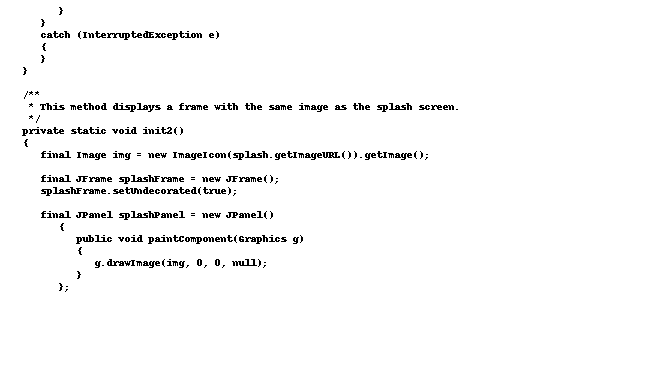 }
}
catch (InterruptedException e)
{
}
}
/**
* This method displays a frame with the same image as the splash screen.
*/
private static void init2()
{
final Image img = new ImageIcon(splash.getImageURL()).getImage();
final JFrame splashFrame = new JFrame();
splashFrame.setUndecorated(true);
final JPanel splashPanel = new JPanel()
{
public void paintComponent(Graphics g)
{
g.drawImage(img, 0, 0, null);
}
};